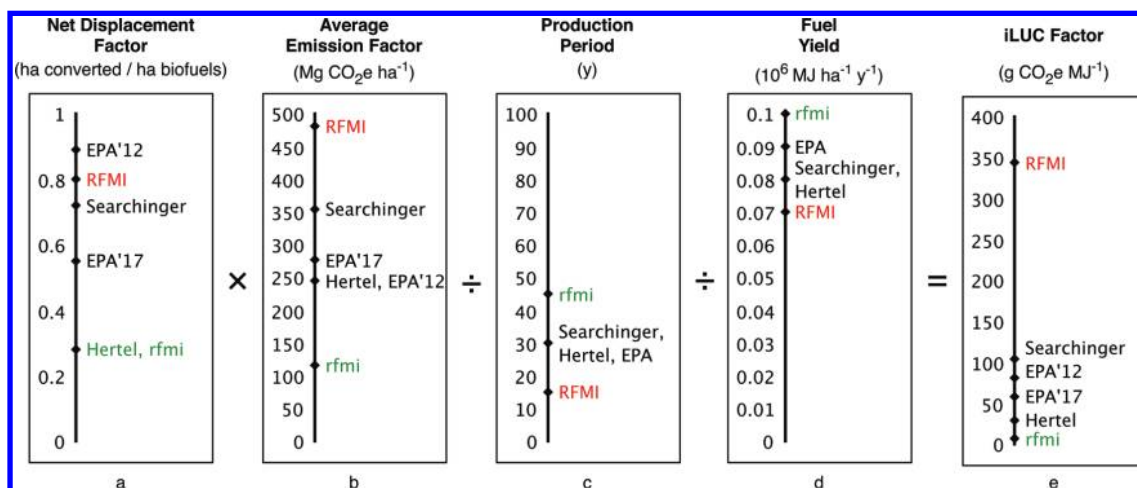 Net Displacement
Factor
(ha converted / ha biofuels)
1
EPA'12
0.8
RFMI
Searchinger
0.6
EPA'17
0.4
Hertel, rfmi
0.2
0
a
×
Average
Emission Factor
(Mg CO₂e ha⁻¹)
500
RFMI
450
400
350
Searchinger
300
EPA'17
250
Hertel, EPA'12
200
150
rfmi
100
50
0
b
÷
Production
Period
(y)
100
90
80
70
60
50
rfmi
40
Searchinger,
30
Hertel, EPA
20
RFMI
10
0
c
÷
Fuel
Yield
(10⁶ MJ ha⁻¹ y⁻¹)
0.1
rfmi
0.09
EPA
Searchinger,
0.08
Hertel
0.07
RFMI
0.06
0.05
0.04
0.03
0.02
0.01
0
d
=
iLUC Factor
(g CO₂e MJ⁻¹)
400
350
RFMI
300
250
200
150
Searchinger
100
EPA'12
EPA'17
50
Hertel
rfmi
0
e